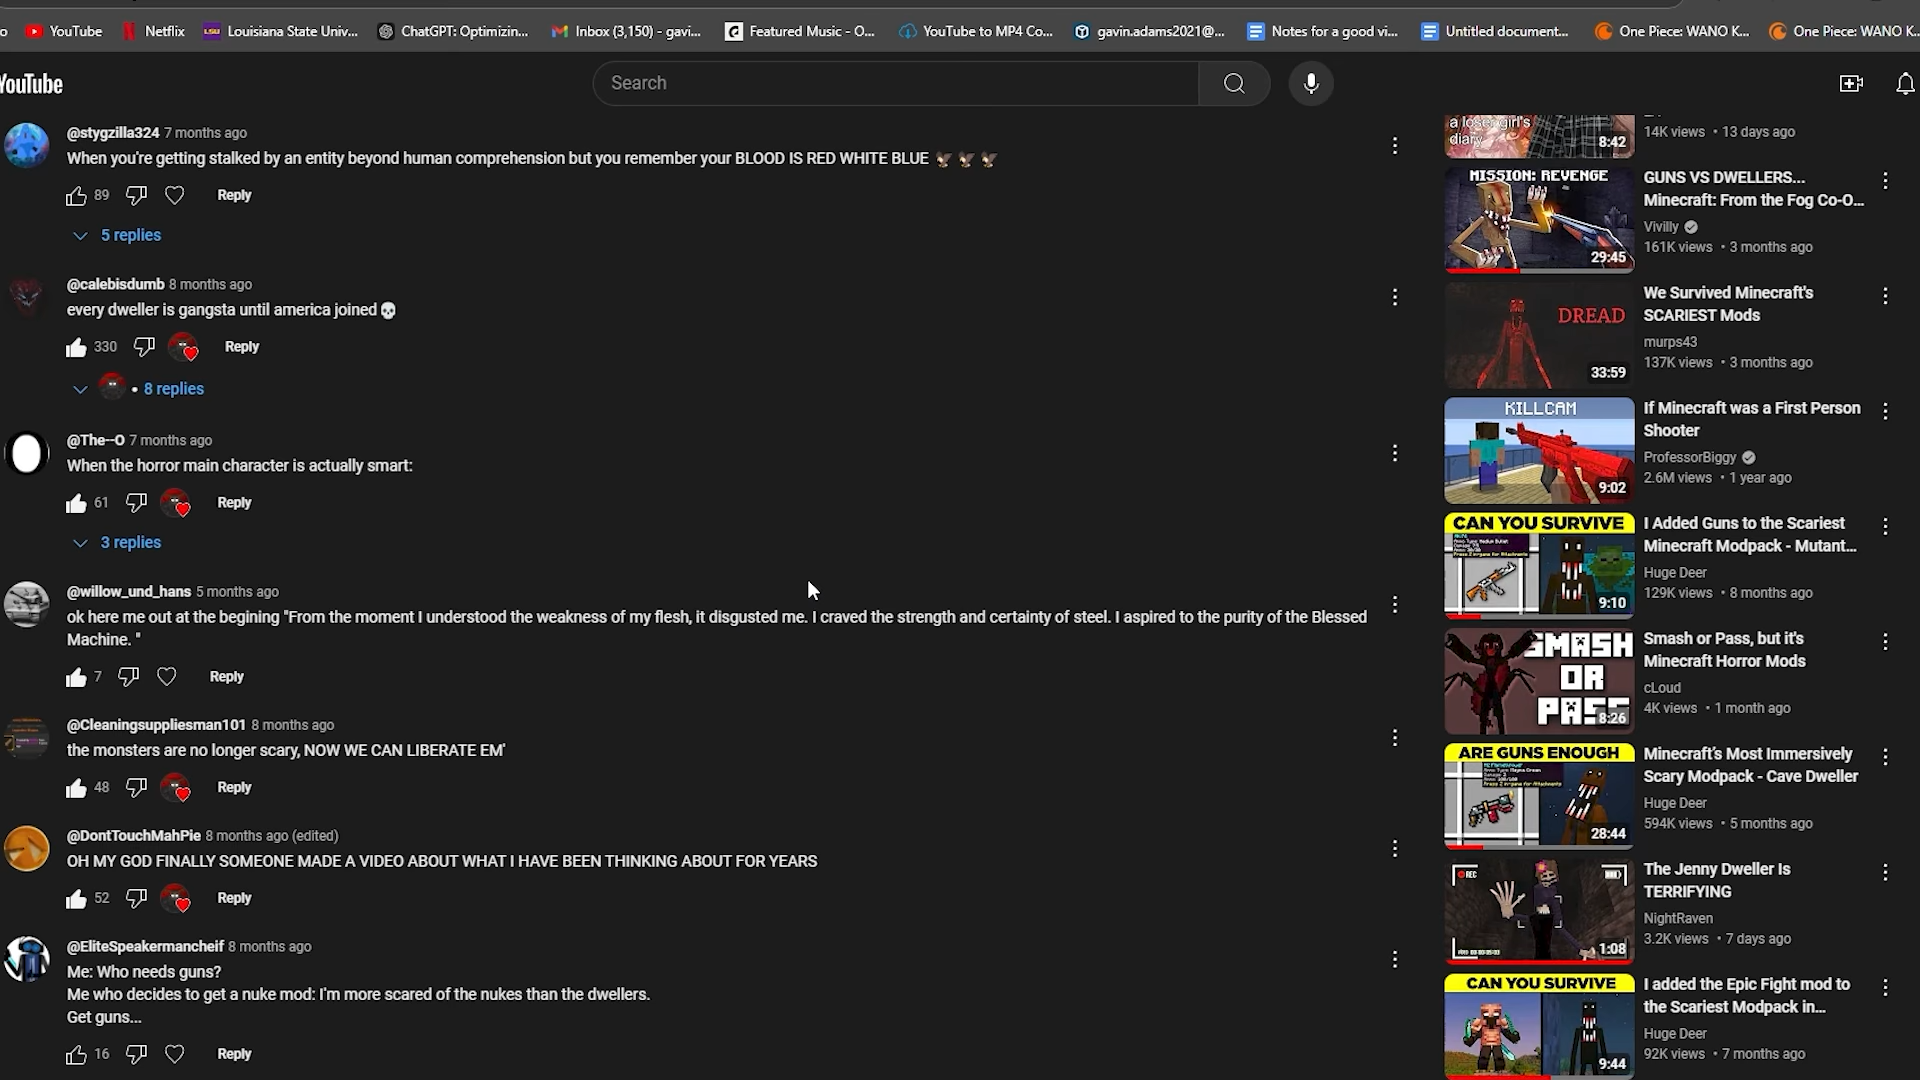 YouTube
Netflix
LSU Louisiana State Univ...
ChatGPT: Optimizin...
Inbox (3,150) - gavi...
Featured Music - O...
YouTube to MP4 Co...
gavin.adams2021@...
Notes for a good vi...
Untitled document...
One Piece: WANO K...
One Piece: WANO K...
YouTube
Search
@stygzilla324 7 months ago
When you're getting stalked by an entity beyond human comprehension but you remember your BLOOD IS RED WHITE BLUE 🦅 🦅 🦅
89 Reply
5 replies
@calebisdumb 8 months ago
every dweller is gangsta until america joined💀
330 Reply
• 8 replies
@The--O 7 months ago
When the horror main character is actually smart:
61 Reply
3 replies
@willow_und_hans 5 months ago
ok here me out at the begining "From the moment I understood the weakness of my flesh, it disgusted me. I craved the strength and certainty of steel. I aspired to the purity of the Blessed
Machine. "
7 Reply
@Cleaningsuppliesman101 8 months ago
the monsters are no longer scary, NOW WE CAN LIBERATE EM'
48 Reply
@DontTouchMahPie 8 months ago (edited)
OH MY GOD FINALLY SOMEONE MADE A VIDEO ABOUT WHAT I HAVE BEEN THINKING ABOUT FOR YEARS
52 Reply
@EliteSpeakermancheif 8 months ago
Me: Who needs guns?
Me who decides to get a nuke mod: I'm more scared of the nukes than the dwellers.
Get guns...
16 Reply
a loser girl's
diary
8:42
14K views • 13 days ago
MISSION: REVENGE
29:45
GUNS VS DWELLERS...
Minecraft: From the Fog Co-O...
Vivilly
161K views • 3 months ago
DREAD
33:59
We Survived Minecraft's
SCARIEST Mods
murps43
137K views • 3 months ago
KILLCAM
9:02
If Minecraft was a First Person
Shooter
ProfessorBiggy
2.6M views • 1 year ago
CAN YOU SURVIVE
9:10
I Added Guns to the Scariest
Minecraft Modpack - Mutant...
Huge Deer
129K views • 8 months ago
SMASH
OR
PASS
8:26
Smash or Pass, but it's
Minecraft Horror Mods
cLoud
4K views • 1 month ago
ARE GUNS ENOUGH
28:44
Minecraft's Most Immersively
Scary Modpack - Cave Dweller
Huge Deer
594K views • 5 months ago
REC
1:08
The Jenny Dweller Is
TERRIFYING
NightRaven
3.2K views • 7 days ago
CAN YOU SURVIVE
9:44
I added the Epic Fight mod to
the Scariest Modpack in...
Huge Deer
92K views • 7 months ago